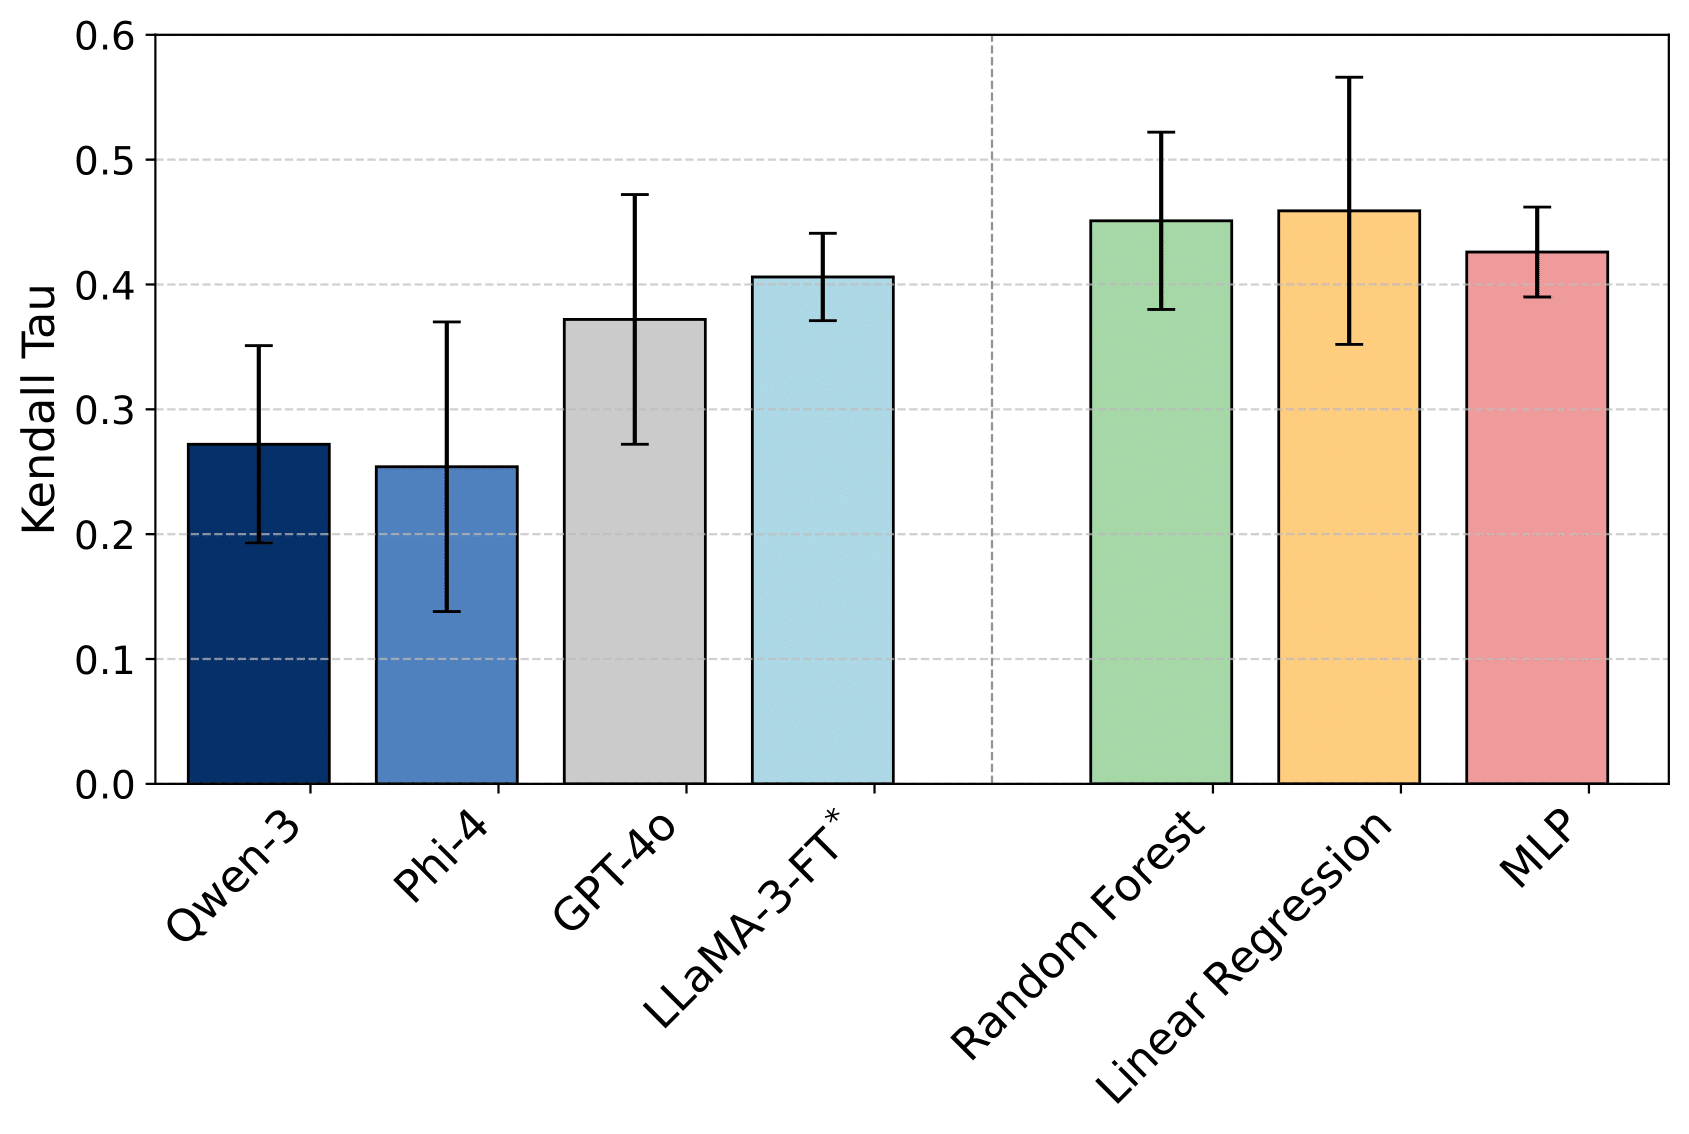 Kendall Tau
0.6
0.5
0.4
0.3
0.2
0.1
0.0
Qwen-3
Phi-4
GPT-4o
LLaMA-3-FT*
Random Forest
Linear Regression
MLP